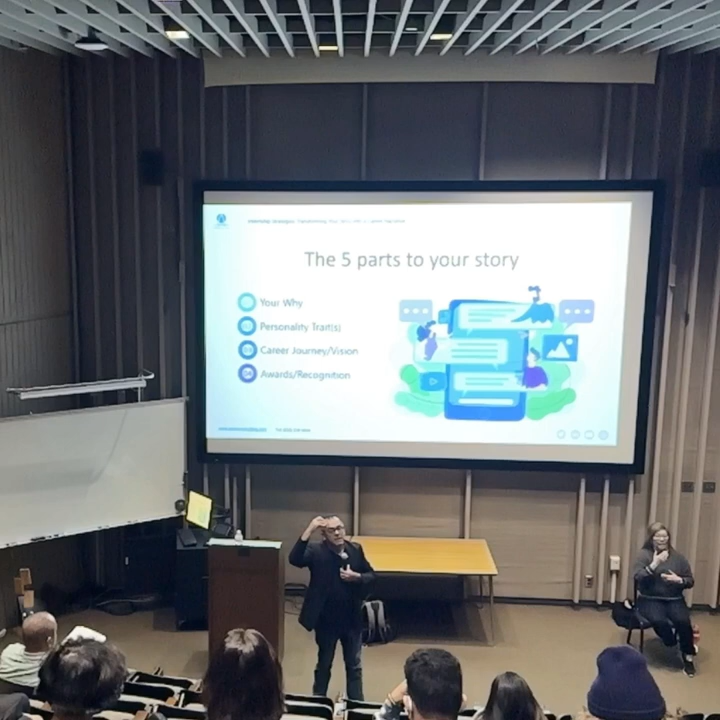 The 5 parts to your story
Your Why
Personality Trait(s)
Career Journey/Vision
Awards/Recognition